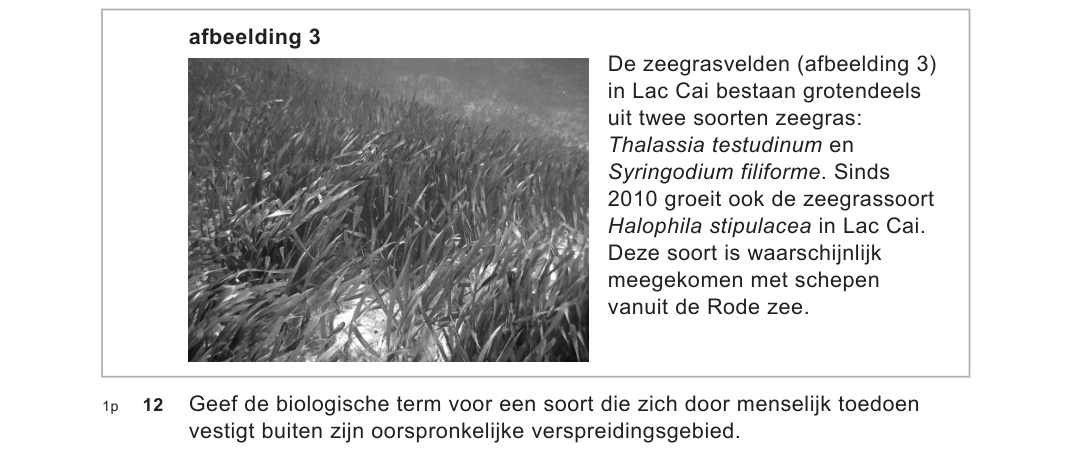 afbeelding 3
De zeegrasvelden (afbeelding 3)
in Lac Cai bestaan grotendeels
uit twee soorten zeegras:
Thalassia testudinum en
Syringodium filiforme. Sinds
2010 groeit ook de zeegrassoort
Halophila stipulacea in Lac Cai.
Deze soort is waarschijnlijk
meegekomen met schepen
vanuit de Rode zee.
1p 12 Geef de biologische term voor een soort die zich door menselijk toedoen
vestigt buiten zijn oorspronkelijke verspreidingsgebied.